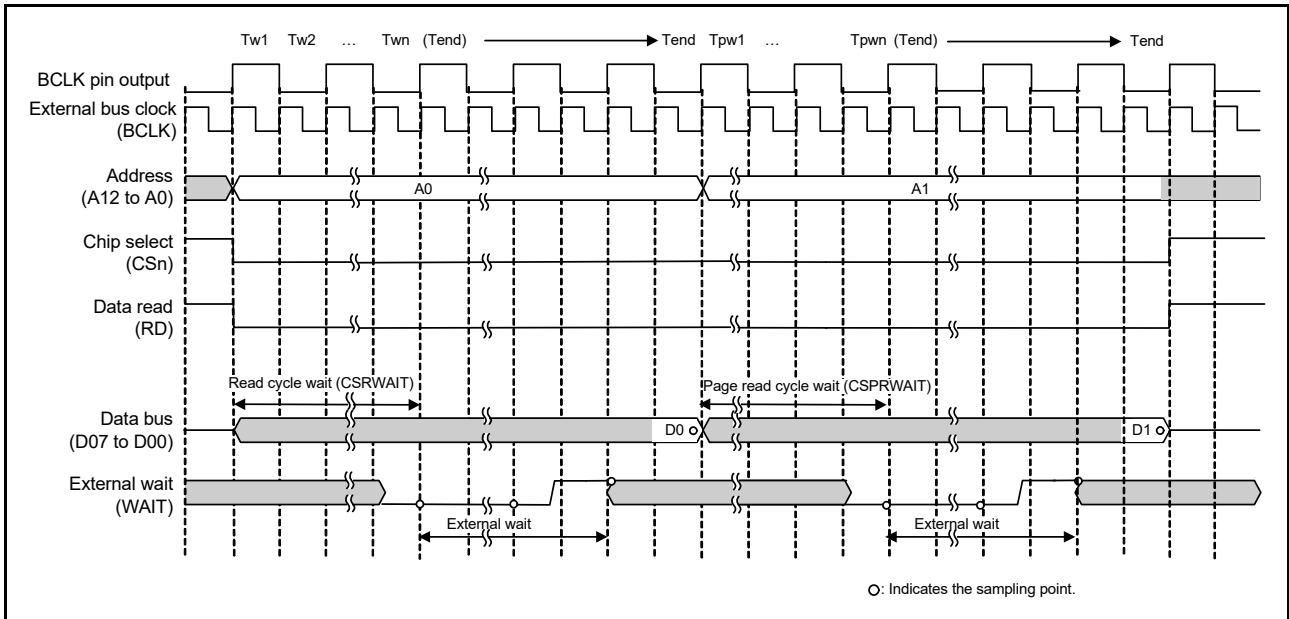 Tw1 Tw2 … Twn (Tend) Tend Tpw1 … Tpwn (Tend) Tend
BCLK pin output
External bus clock
(BCLK)
Address
(A12 to A0)
A0 A1
Chip select
(CSn)
Data read
(RD)
Read cycle wait (CSRWAIT) Page read cycle wait (CSPRWAIT)
Data bus
(D07 to D00)
D0 D1
External wait
(WAIT)
External wait External wait
: Indicates the sampling point.